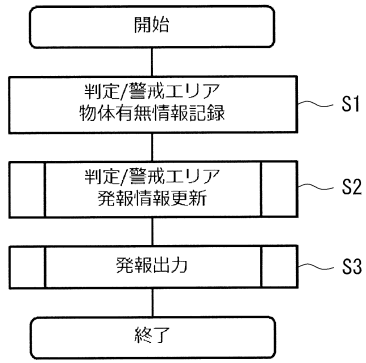 開始
判定/警戒エリア
物体有無情報記録
S1
判定/警戒エリア
発報情報更新
S2
発報出力
S3
終了